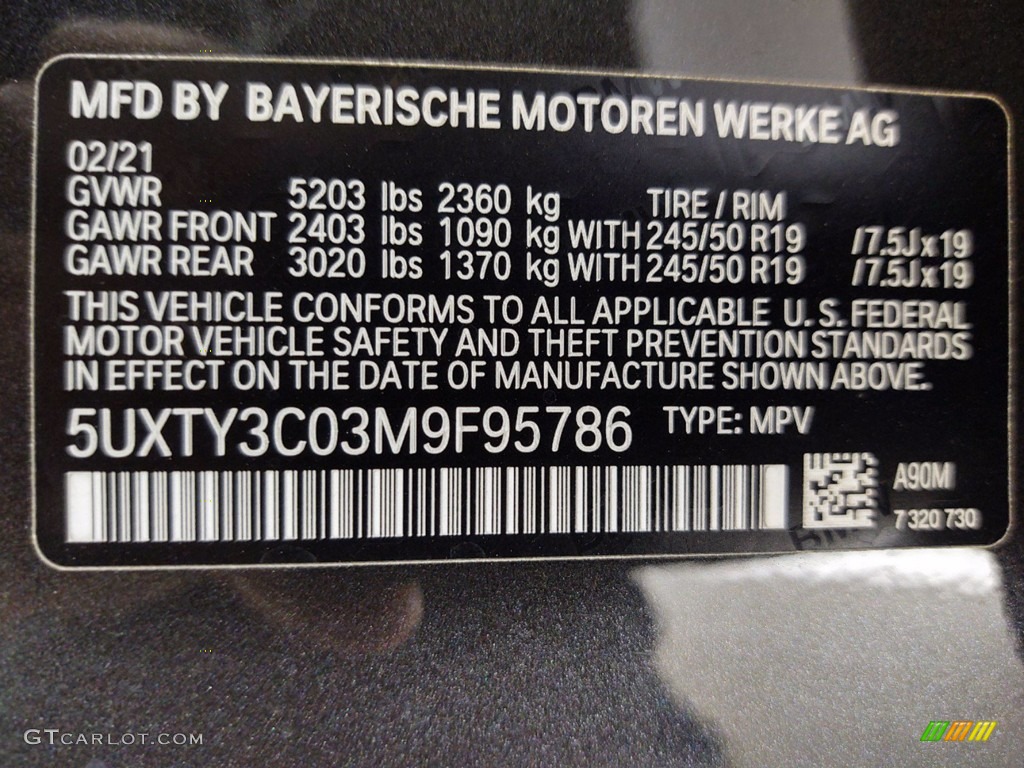 MFD BY BAYERISCHE MOTOREN WERKE AG
02/21
GVWR 5203 lbs 2360 kg TIRE / RIM
GAWR FRONT 2403 lbs 1090 kg WITH 245/50 R19 /7.5Jx19
GAWR REAR 3020 lbs 1370 kg WITH 245/50 R19 /7.5Jx19
THIS VEHICLE CONFORMS TO ALL APPLICABLE U.S. FEDERAL
MOTOR VEHICLE SAFETY AND THEFT PREVENTION STANDARDS
IN EFFECT ON THE DATE OF MANUFACTURE SHOWN ABOVE.
5UXTY3C03M9F95786 TYPE: MPV
A90M
7 320 730
GTCARLOT.COM